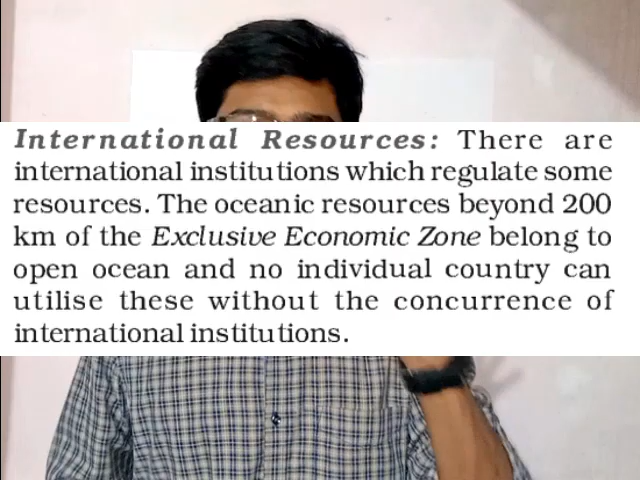 International Resources: There are
international institutions which regulate some
resources. The oceanic resources beyond 200
km of the Exclusive Economic Zone belong to
open ocean and no individual country can
utilise these without the concurrence of
international institutions.